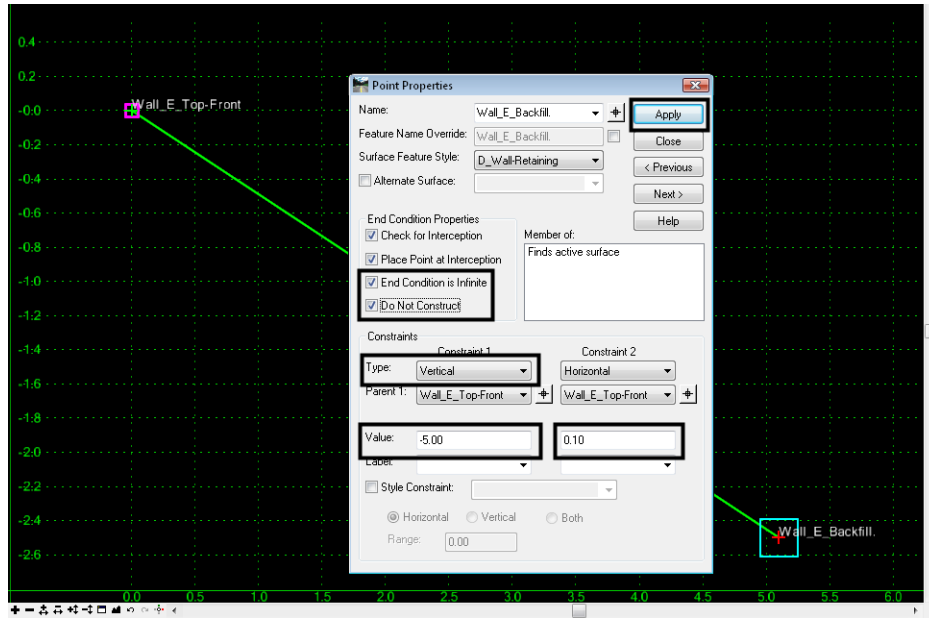 Point Properties
0.4
0.2
-0.0
-0.2
-0.4
-0.6
-0.8
-1.0
-1.2
-1.4
-1.6
-1.8
-2.0
-2.2
-2.4
-2.6
Wall_E_Top-Front
Name: Wall_E_Backfill. Apply
Feature Name Override: Wall_E_Backfill. Close
Surface Feature Style: D_Wall-Retaining < Previous
Alternate Surface: Next >
Help
End Condition Properties Member of:
Check for Interception Finds active surface
Place Point at Interception
End Condition is Infinite
Do Not Construct
Constraints
Constraint 1 Constraint 2
Type: Vertical Horizontal
Parent 1: Wall_E_Top-Front Wall_E_Top-Front
Value: -5.00 0.10
Label:
Style Constraint:
Horizontal Vertical Both
Range: 0.00
Wall_E_Backfill.
0.0 0.5 1.0 1.5 2.0 2.5 3.0 3.5 4.0 4.5 5.0 5.5 6.0